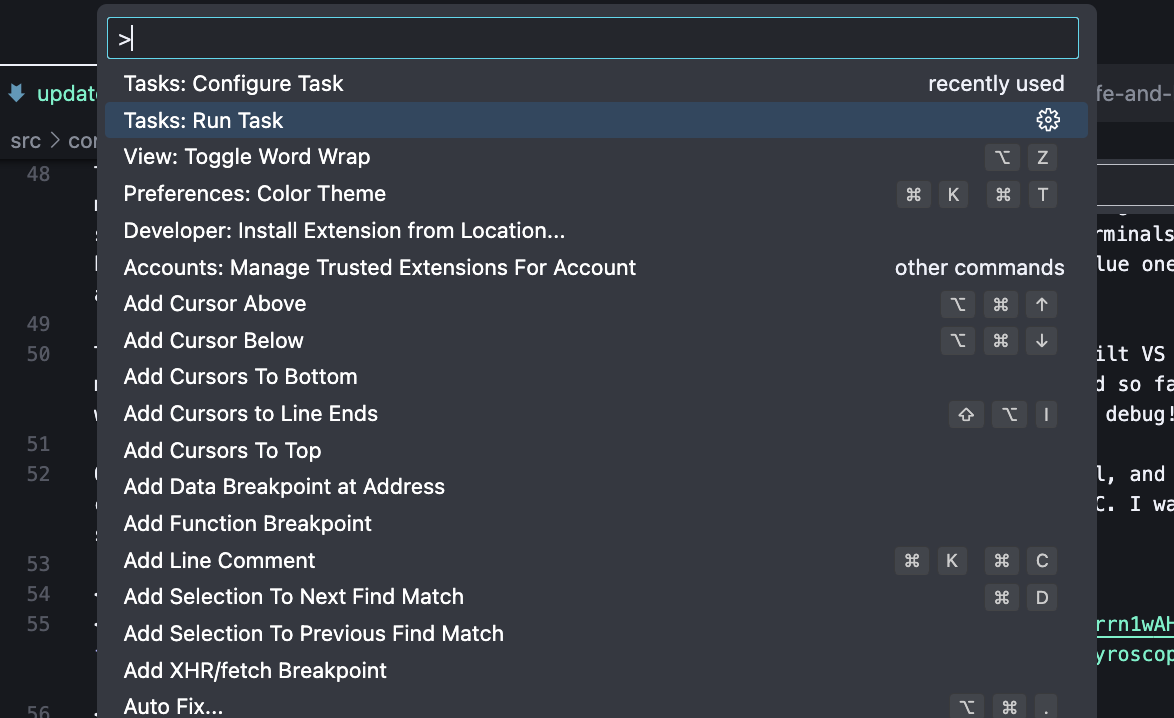 >
Tasks: Configure Task recently used
updat fe-and-
Tasks: Run Task
src > cor
View: Toggle Word Wrap ⌥ Z
48
Preferences: Color Theme ⌘ K ⌘ T
Developer: Install Extension from Location... rminals
Accounts: Manage Trusted Extensions For Account other commands lue one
Add Cursor Above ⌥ ⌘ ↑
49
Add Cursor Below ⌥ ⌘ ↓
50 ilt VS
Add Cursors To Bottom d so fa
Add Cursors to Line Ends ⇧ ⌥ I debug!
51
Add Cursors To Top
52 l, and
Add Data Breakpoint at Address
C. I wa
Add Function Breakpoint
53
Add Line Comment ⌘ K ⌘ C
54
Add Selection To Next Find Match ⌘ D
55 rrn1wAH
Add Selection To Previous Find Match
yroscop
Add XHR/fetch Breakpoint
56
Auto Fix... ⌥ ⌘ .